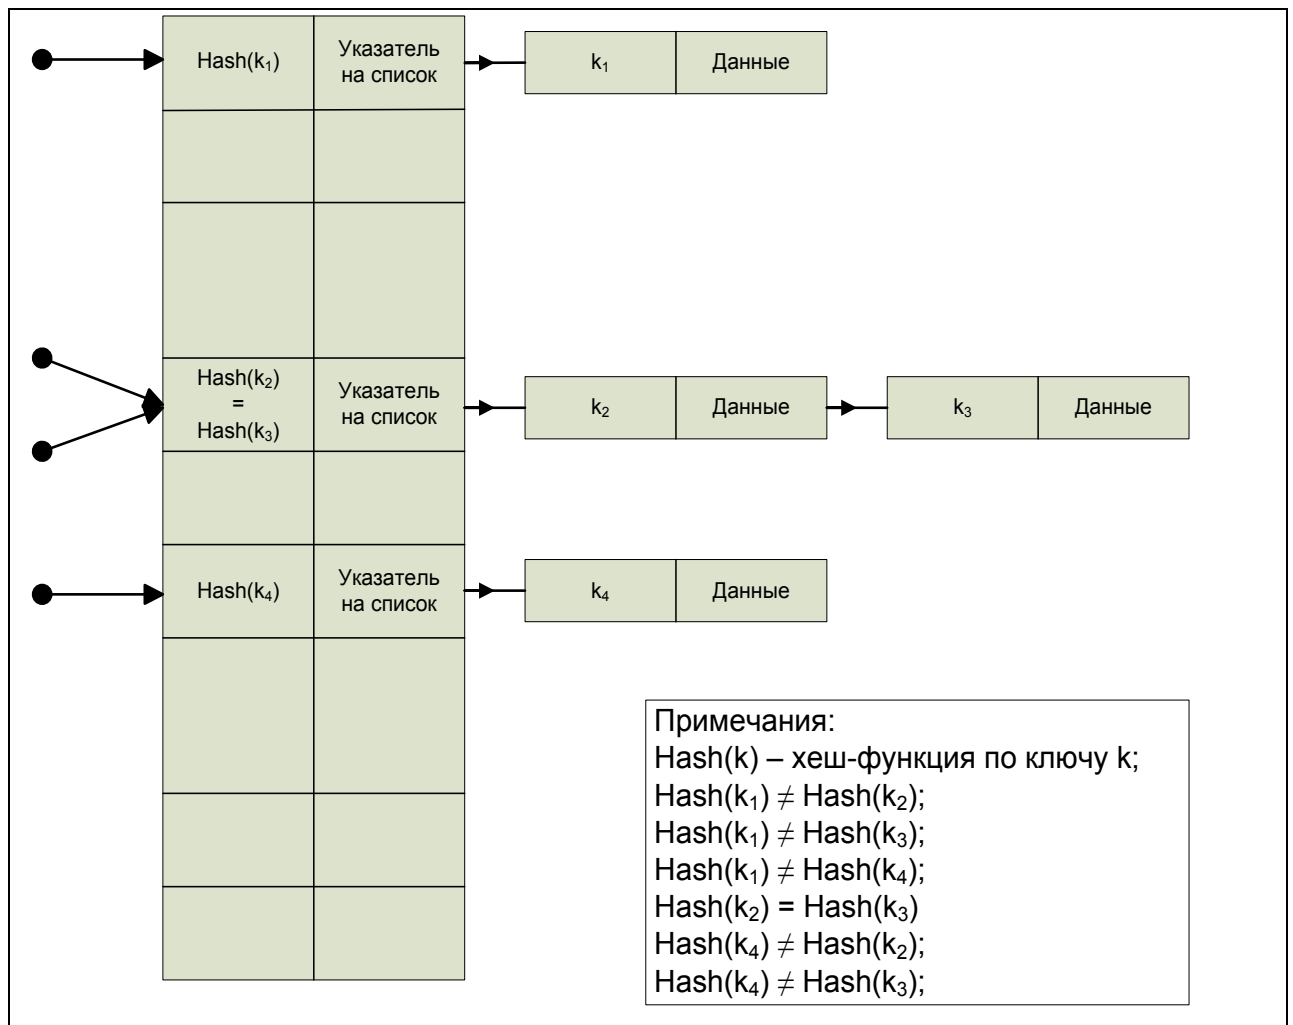 Hash(k₁)
Указатель
на список
k₁
Данные
Hash(k₂)
=
Hash(k₃)
Указатель
на список
k₂
Данные
k₃
Данные
Hash(k₄)
Указатель
на список
k₄
Данные
Примечания:
Hash(k) – хеш-функция по ключу k;
Hash(k₁) ≠ Hash(k₂);
Hash(k₁) ≠ Hash(k₃);
Hash(k₁) ≠ Hash(k₄);
Hash(k₂) = Hash(k₃)
Hash(k₄) ≠ Hash(k₂);
Hash(k₄) ≠ Hash(k₃);